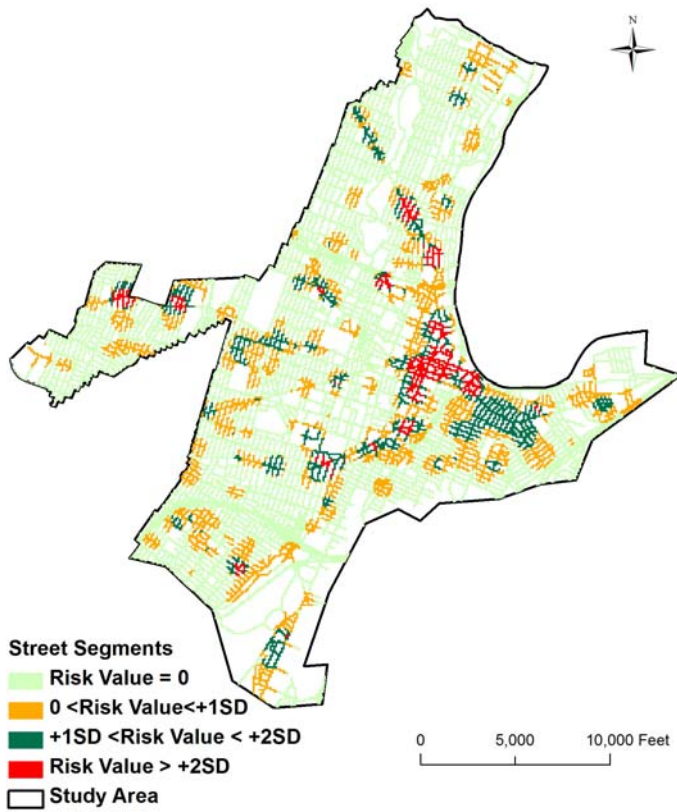 N
Street Segments
Risk Value = 0
0 <Risk Value<+1SD
+1SD <Risk Value < +2SD
Risk Value > +2SD
Study Area
0 5,000 10,000 Feet